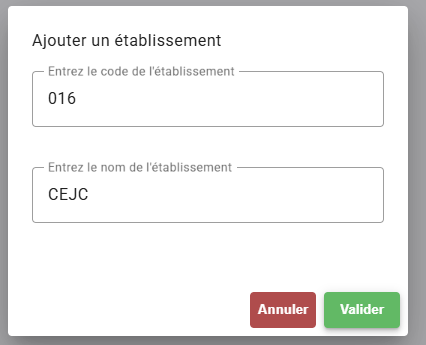 Ajouter un établissement
Entrez le code de l'établissement
016
Entrez le nom de l'établissement
CEJC
Annuler Valider